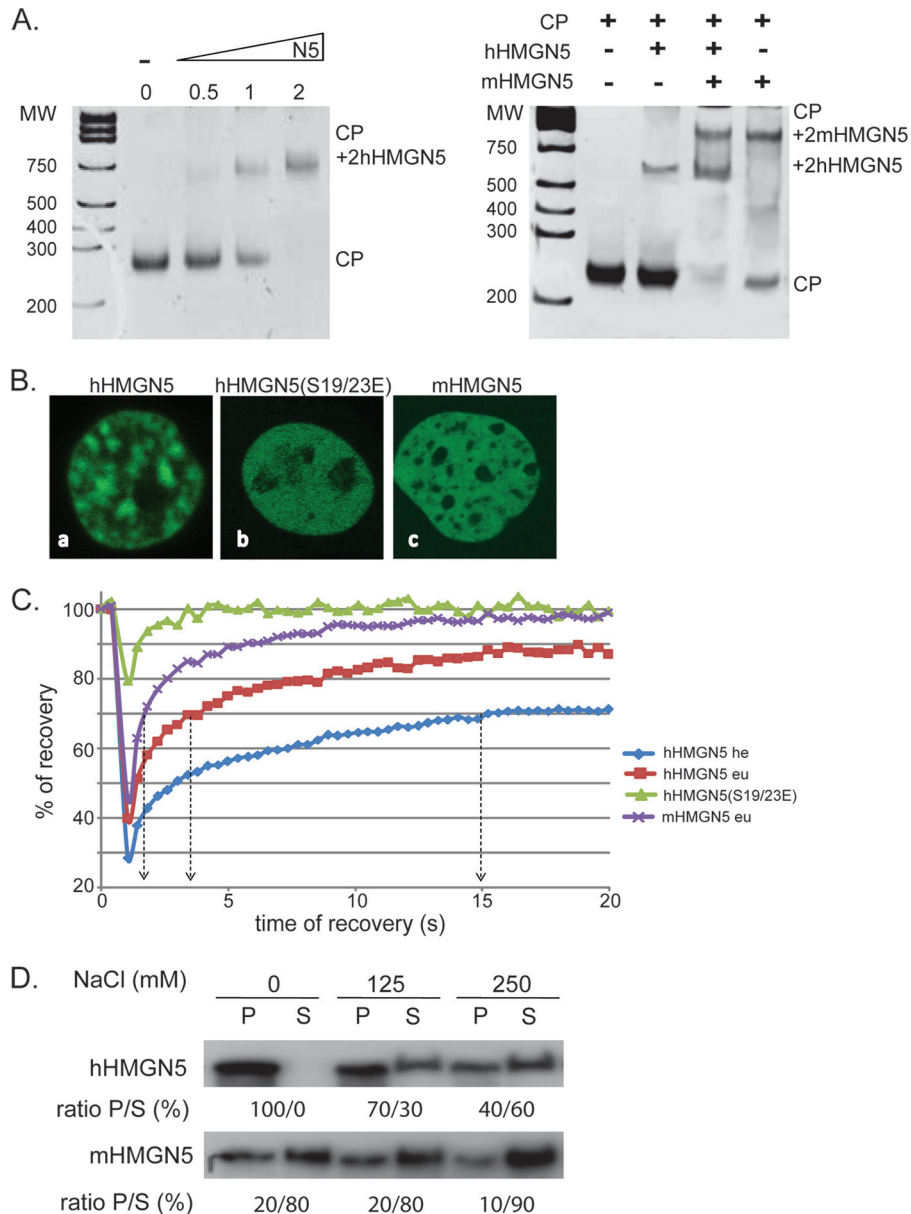 A.
N5
-
0 0.5 1 2
MW
750
500
400
300
200
CP
+2hHMGN5
CP
CP + + + +
hHMGN5 - + + -
mHMGN5 - - + +
MW
750
500
400
300
200
CP
+2mHMGN5
+2hHMGN5
CP
B.
hHMGN5 hHMGN5(S19/23E) mHMGN5
a b c
C.
% of recovery
100
80
60
40
20
0 5 10 15 20
time of recovery (s)
hHMGN5 he
hHMGN5 eu
hHMGN5(S19/23E)
mHMGN5 eu
D.
NaCl (mM) 0 125 250
P S P S P S
hHMGN5
ratio P/S (%) 100/0 70/30 40/60
mHMGN5
ratio P/S (%) 20/80 20/80 10/90